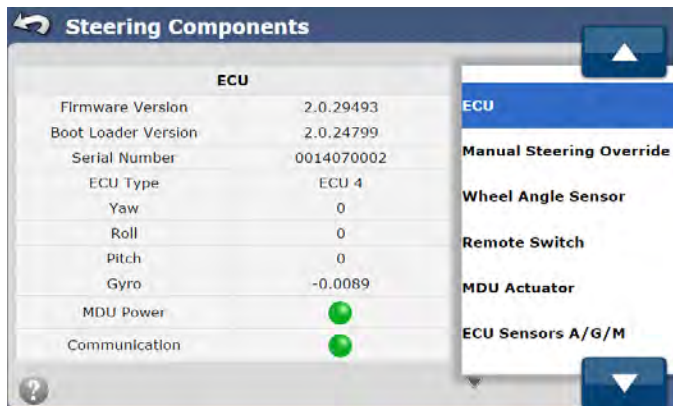 Steering Components
ECU
Firmware Version 2.0.29493
Boot Loader Version 2.0.24799
Serial Number 0014070002
ECU Type ECU 4
Yaw 0
Roll 0
Pitch 0
Gyro -0.0089
MDU Power
Communication
?
ECU
Manual Steering Override
Wheel Angle Sensor
Remote Switch
MDU Actuator
ECU Sensors A/G/M